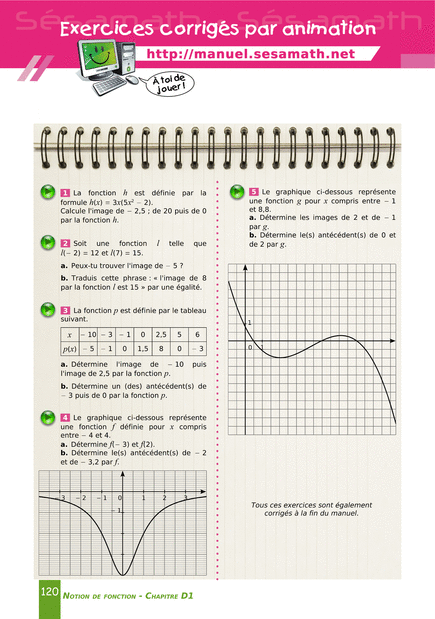 Sésamath Sésamath Sésamath
Exercices corrigés par animation
http://manuel.sesamath.net
À toi de
jouer !
1 La fonction h est définie par la
formule h(x) = 3x(5x² − 2).
Calcule l'image de − 2,5 ; de 20 puis de 0
par la fonction h.
2 Soit une fonction l telle que
l(− 2) = 12 et l(7) = 15.
a. Peux-tu trouver l'image de − 5 ?
b. Traduis cette phrase : « l'image de 8
par la fonction l est 15 » par une égalité.
3 La fonction p est définie par le tableau
suivant.
x − 10 − 3 − 1 0 2,5 5 6
p(x) − 5 − 1 0 1,5 8 0 − 3
a. Détermine l'image de − 10 puis
l'image de 2,5 par la fonction p.
b. Détermine un (des) antécédent(s) de
− 3 puis de 0 par la fonction p.
4 Le graphique ci-dessous représente
une fonction f définie pour x compris
entre − 4 et 4.
a. Détermine f(− 3) et f(2).
b. Détermine le(s) antécédent(s) de − 2
et de − 3,2 par f.
− 3 − 2 − 1 0 1 2 3
− 1
5 Le graphique ci-dessous représente
une fonction g pour x compris entre − 1
et 8,8.
a. Détermine les images de 2 et de − 1
par g.
b. Détermine le(s) antécédent(s) de 0 et
de 2 par g.
1
0 1
Tous ces exercices sont également
corrigés à la fin du manuel.
120 Notion de fonction - Chapitre D1